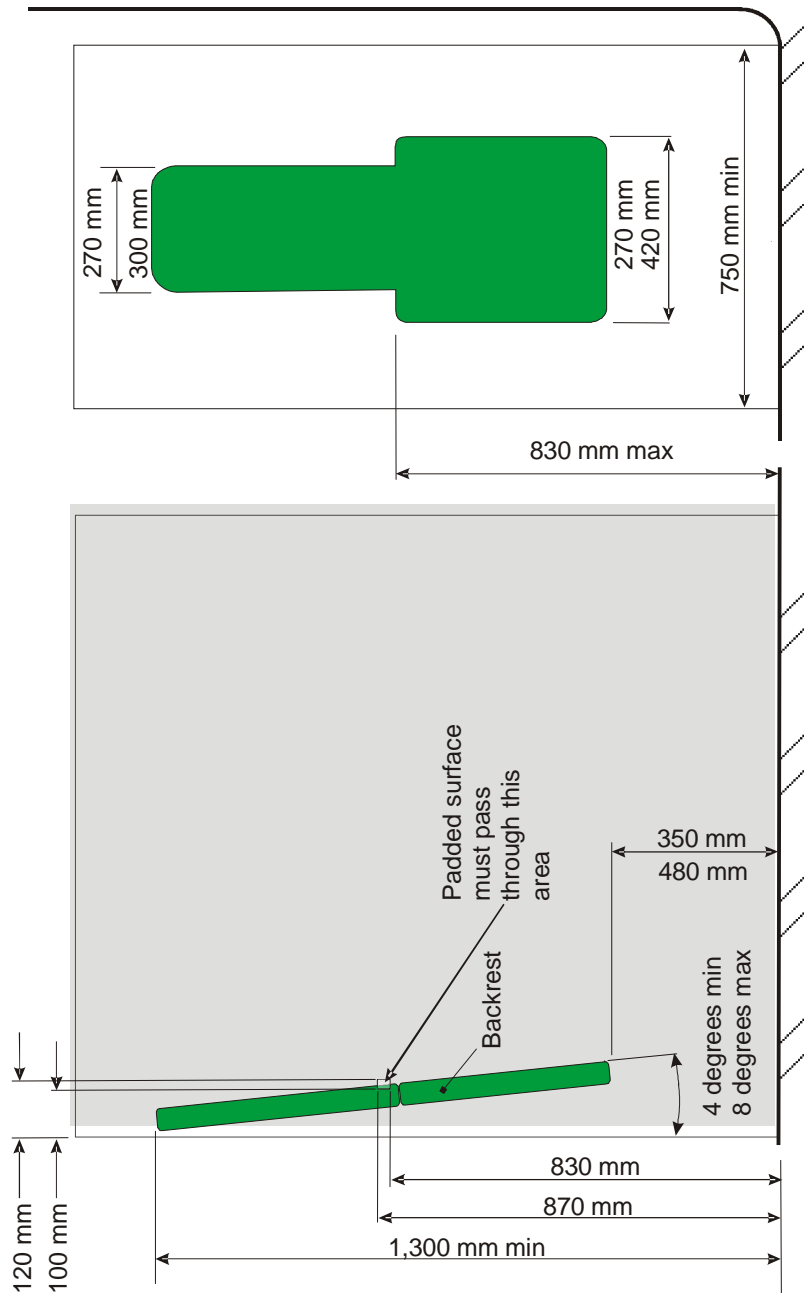 270 mm
300 mm
270 mm
420 mm
750 mm min
830 mm max
Padded surface
must pass
through this
area
Backrest
350 mm
480 mm
4 degrees min
8 degrees max
830 mm
870 mm
1,300 mm min
120 mm
100 mm